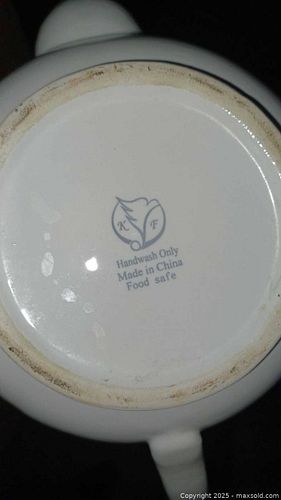 K F
Handwash Only
Made in China
Food safe
Copyright 2025 - maxsold.com